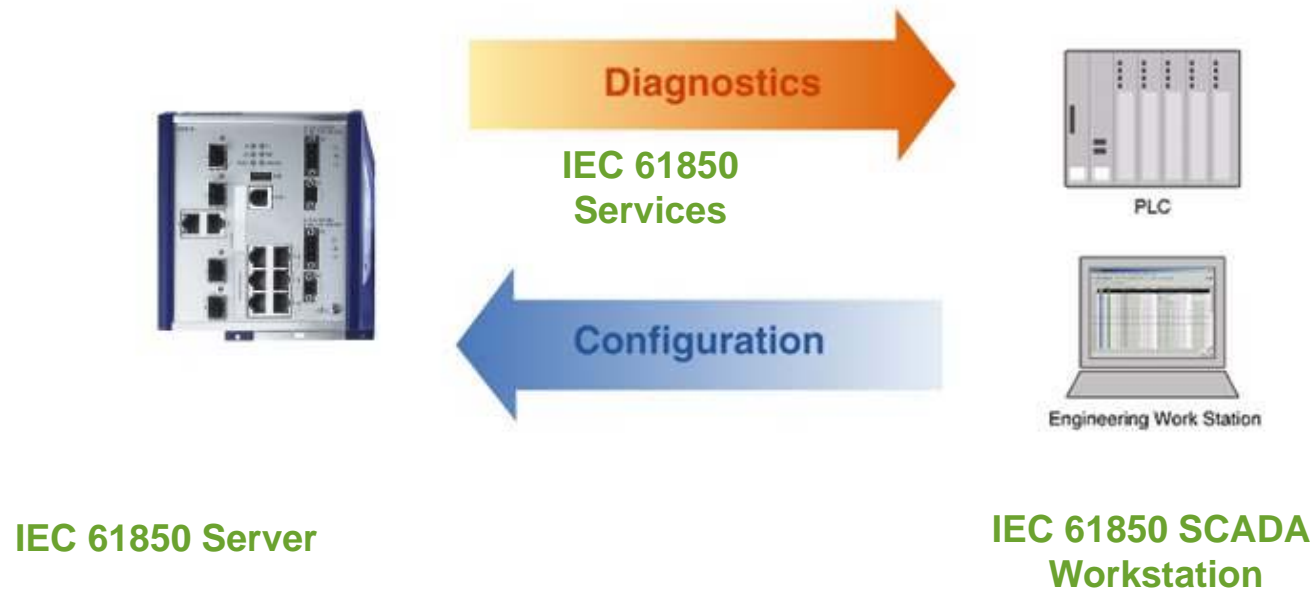 Diagnostics
IEC 61850
Services
PLC
Configuration
Engineering Work Station
IEC 61850 Server
IEC 61850 SCADA
Workstation